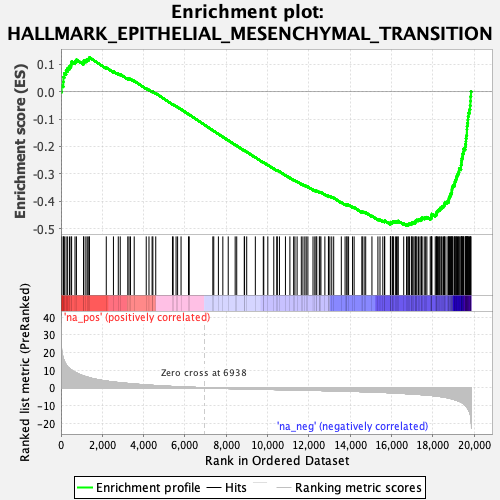 Enrichment plot:
HALLMARK_EPITHELIAL_MESENCHYMAL_TRANSITION
Enrichment score (ES)
0.1
0.0
-0.1
-0.2
-0.3
-0.4
-0.5
'na_pos' (positively correlated)
Ranked list metric (PreRanked)
40
30
20
10
0
-10
-20
Zero cross at 6938
'na_neg' (negatively correlated)
0
2,000
4,000
6,000
8,000
10,000
12,000
14,000
16,000
18,000
20,000
Rank in Ordered Dataset
Enrichment profile
Hits
Ranking metric scores